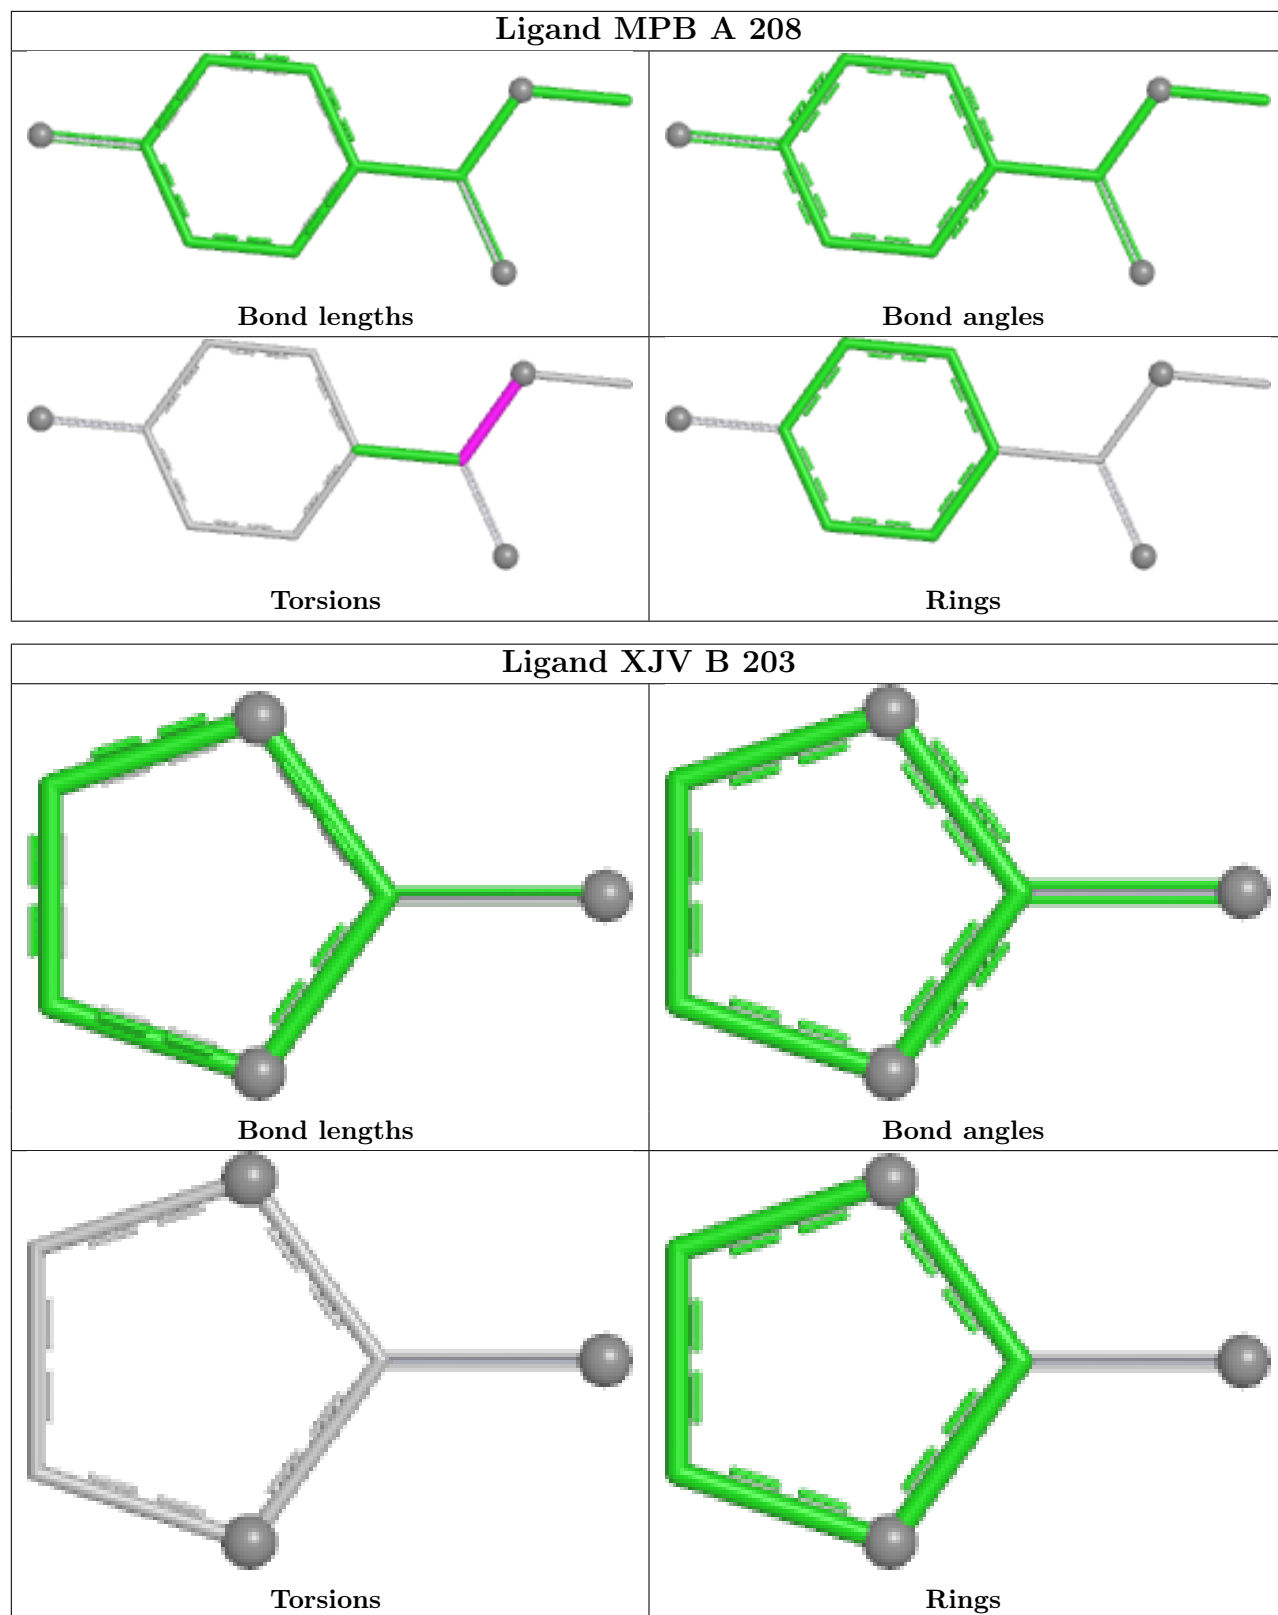 Ligand MPB A 208
Bond lengths
Bond angles
Torsions
Rings
Ligand XJV B 203
Bond lengths
Bond angles
Torsions
Rings